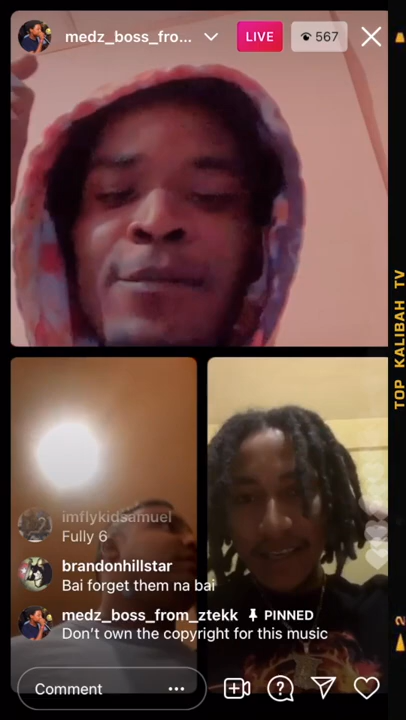 medz_boss_fro...
LIVE
567
TOP KALIBAH TV
imflykidsamuel
Fully 6
brandonhillstar
Bai forget them na bai
medz_boss_from_ztekk PINNED
Don't own the copyright for this music
Comment
2